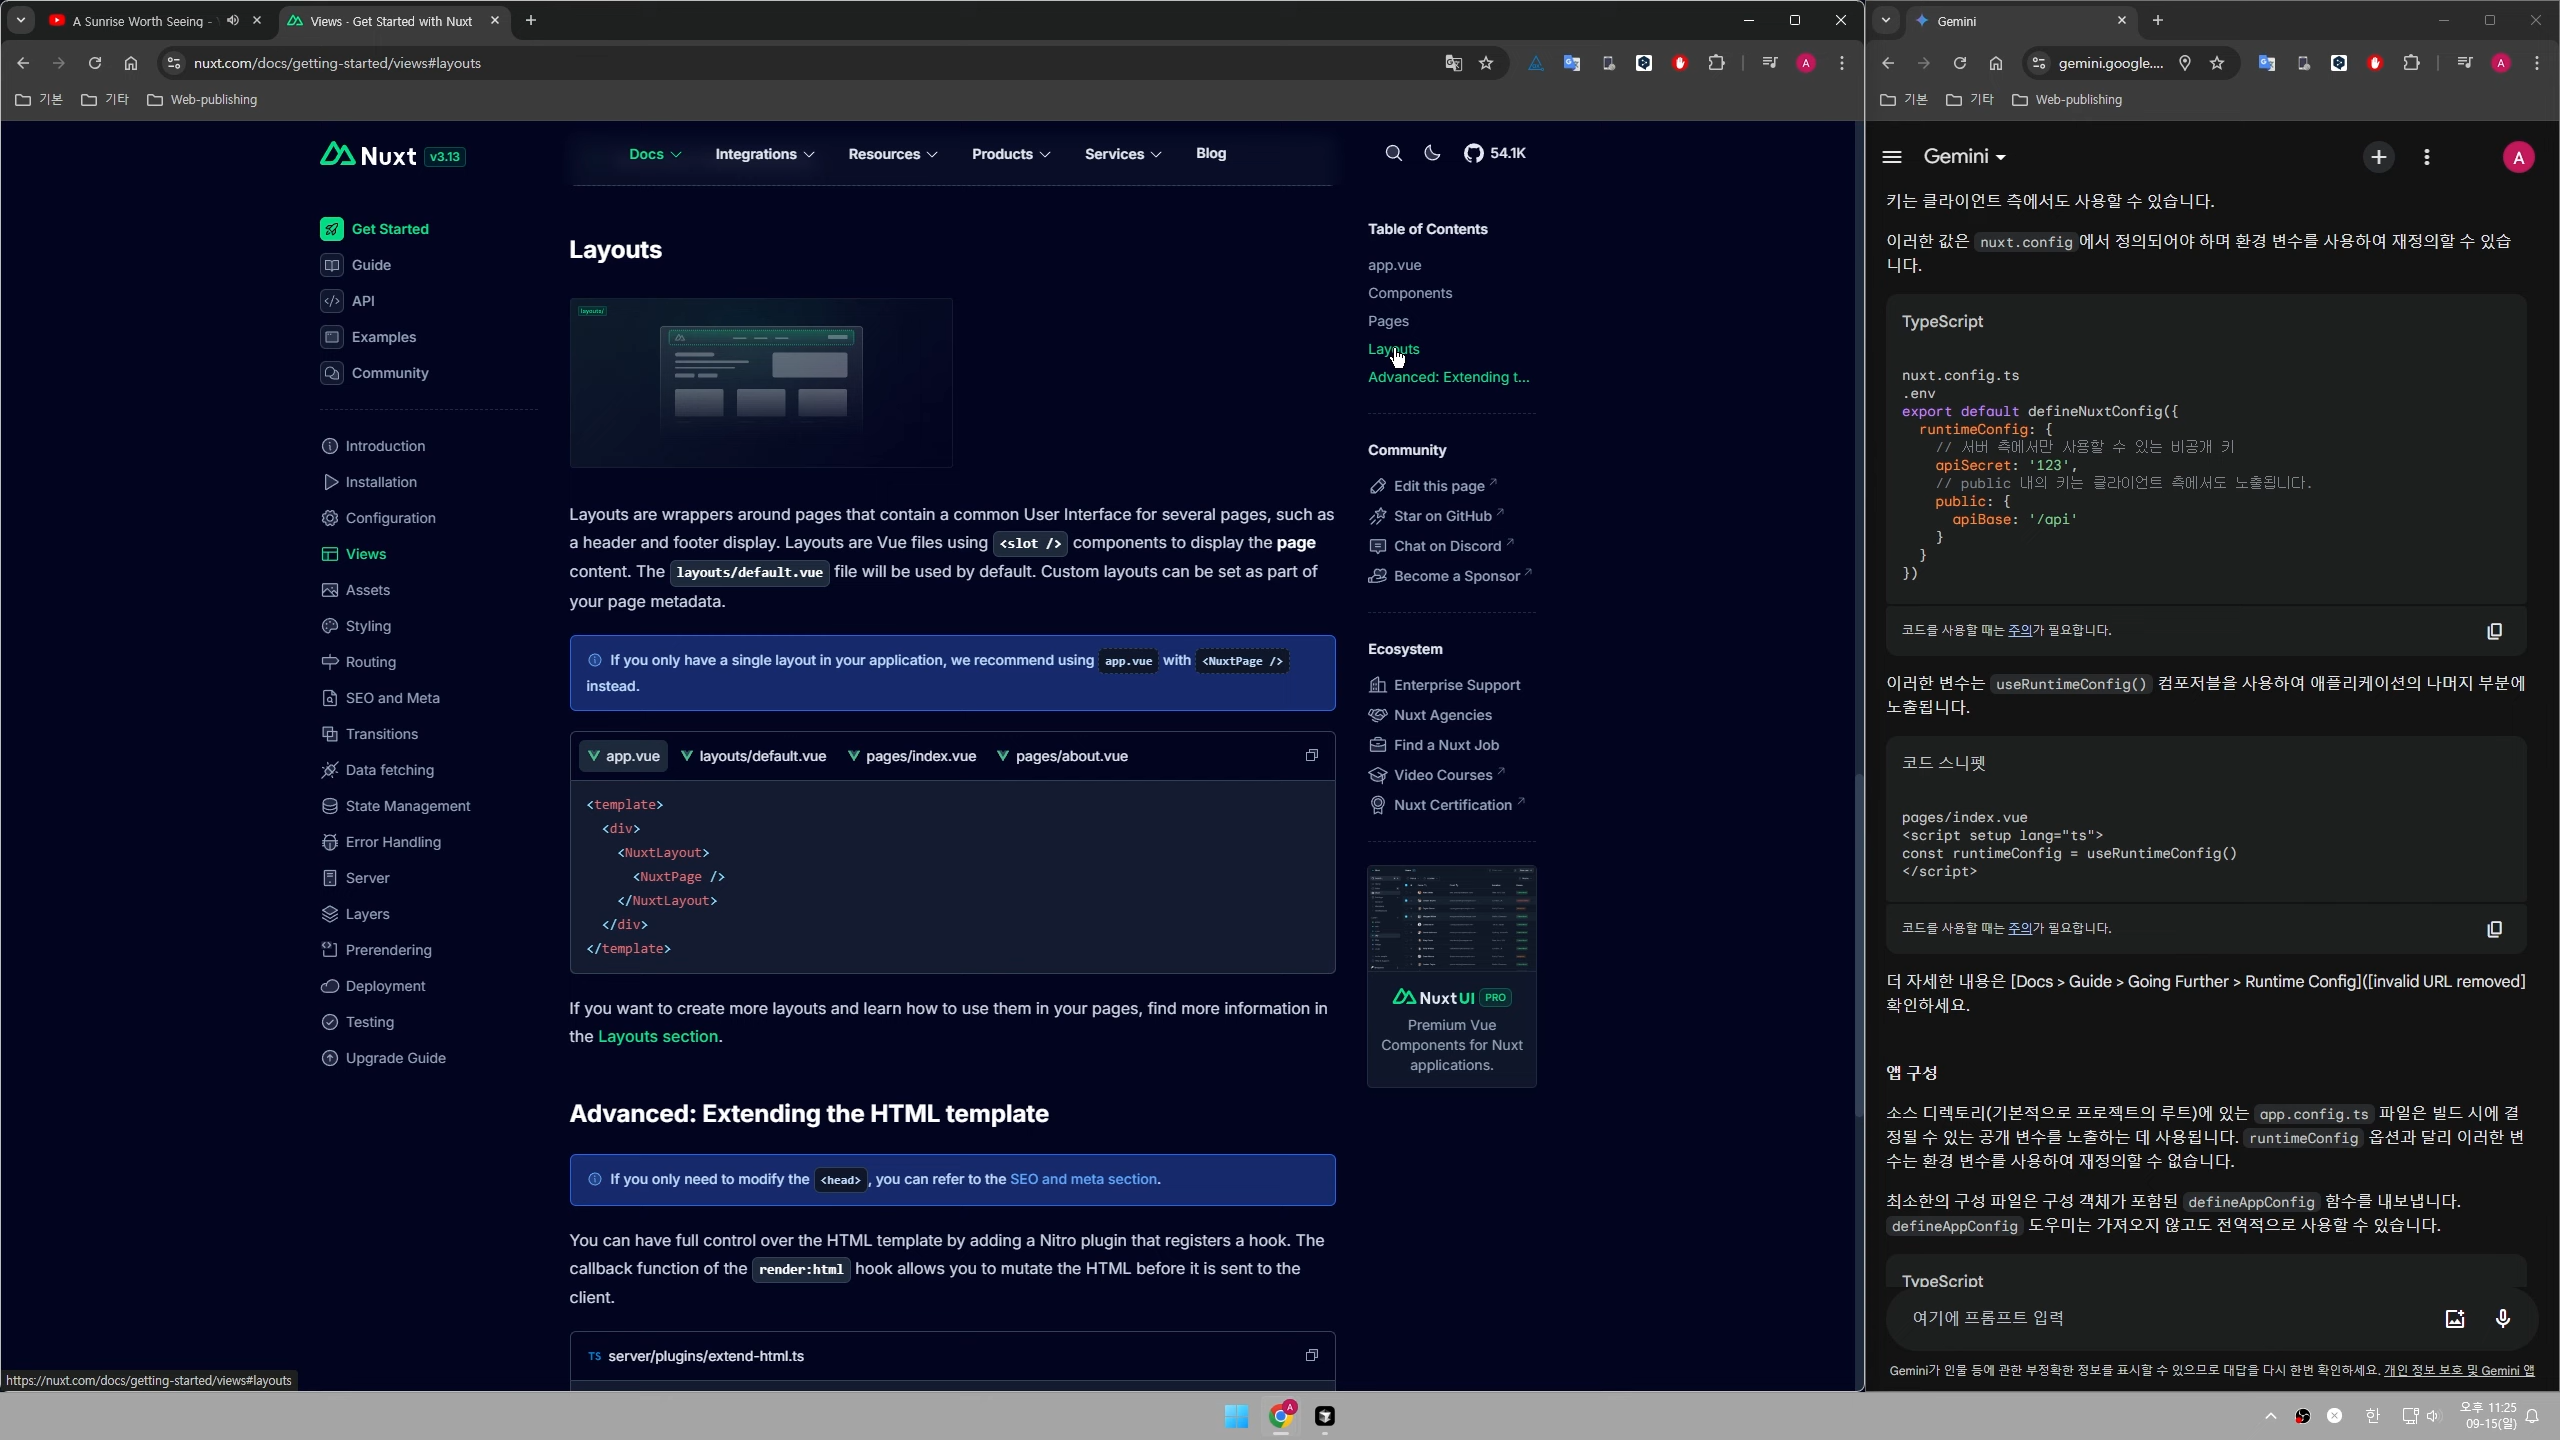 A Sunrise Worth Seeing -
Views · Get Started with Nuxt
nuxt.com/docs/getting-started/views#layouts
기본
기타
Web-publishing
Nuxt
v3.13
Docs
Integrations
Resources
Products
Services
Blog
54.1K
Get Started
Guide
API
Examples
Community
Introduction
Installation
Configuration
Views
Assets
Styling
Routing
SEO and Meta
Transitions
Data fetching
State Management
Error Handling
Server
Layers
Prerendering
Deployment
Testing
Upgrade Guide
Layouts
layouts/
Layouts are wrappers around pages that contain a common User Interface for several pages, such as
a header and footer display. Layouts are Vue files using <slot /> components to display the page
content. The layouts/default.vue file will be used by default. Custom layouts can be set as part of
your page metadata.
If you only have a single layout in your application, we recommend using app.vue with <NuxtPage />
instead.
app.vue
layouts/default.vue
pages/index.vue
pages/about.vue
<template>
<div>
<NuxtLayout>
<NuxtPage />
</NuxtLayout>
</div>
</template>
If you want to create more layouts and learn how to use them in your pages, find more information in
the Layouts section.
Advanced: Extending the HTML template
If you only need to modify the <head>, you can refer to the SEO and meta section.
You can have full control over the HTML template by adding a Nitro plugin that registers a hook. The
callback function of the render:html hook allows you to mutate the HTML before it is sent to the
client.
TS server/plugins/extend-html.ts
Table of Contents
app.vue
Components
Pages
Layouts
Advanced: Extending t...
Community
Edit this page
Star on GitHub
Chat on Discord
Become a Sponsor
Ecosystem
Enterprise Support
Nuxt Agencies
Find a Nuxt Job
Video Courses
Nuxt Certification
NuxtUI PRO
Premium Vue
Components for Nuxt
applications.
https://nuxt.com/docs/getting-started/views#layouts
Gemini
gemini.google....
A
기본
기타
Web-publishing
Gemini
A
키는 클라이언트 측에서도 사용할 수 있습니다.
이러한 값은 nuxt.config 에서 정의되어야 하며 환경 변수를 사용하여 재정의할 수 있습
니다.
TypeScript
nuxt.config.ts
.env
export default defineNuxtConfig({
runtimeConfig: {
// 서버 측에서만 사용할 수 있는 비공개 키
apiSecret: '123',
// public 내의 키는 클라이언트 측에서도 노출됩니다.
public: {
apiBase: '/api'
}
}
})
코드를 사용할 때는 주의가 필요합니다.
이러한 변수는 useRuntimeConfig() 컴포저블을 사용하여 애플리케이션의 나머지 부분에
노출됩니다.
코드 스니펫
pages/index.vue
<script setup lang="ts">
const runtimeConfig = useRuntimeConfig()
</script>
코드를 사용할 때는 주의가 필요합니다.
더 자세한 내용은 [Docs > Guide > Going Further > Runtime Config]([invalid URL removed]
확인하세요.
앱 구성
소스 디렉토리(기본적으로 프로젝트의 루트)에 있는 app.config.ts 파일은 빌드 시에 결
정될 수 있는 공개 변수를 노출하는 데 사용됩니다. runtimeConfig 옵션과 달리 이러한 변
수는 환경 변수를 사용하여 재정의할 수 없습니다.
최소한의 구성 파일은 구성 객체가 포함된 defineAppConfig 함수를 내보냅니다.
defineAppConfig 도우미는 가져오지 않고도 전역적으로 사용할 수 있습니다.
TypeScript
여기에 프롬프트 입력
Gemini가 인물 등에 관한 부정확한 정보를 표시할 수 있으므로 대답을 다시 한번 확인하세요. 개인 정보 보호 및 Gemini 앱
A
한
오후 11:25
09-15(일)